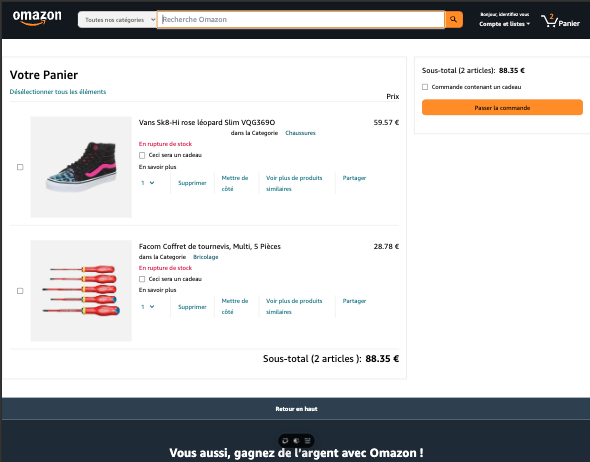 omazon
Toutes nos catégories
Recherche Omazon
Bonjour, identifiez vous
Compte et listes
2
Panier
Votre Panier
Désélectionner tous les éléments
Prix
Vans Sk8-Hi rose léopard Slim VQG369O
59.57 €
dans la Categorie Chaussures
En rupture de stock
Ceci sera un cadeau
En savoir plus
1
Supprimer
Mettre de côté
Voir plus de produits similaires
Partager
Facom Coffret de tournevis, Multi, 5 Pièces
28.78 €
dans la Categorie Bricolage
En rupture de stock
Ceci sera un cadeau
En savoir plus
1
Supprimer
Mettre de côté
Voir plus de produits similaires
Partager
Sous-total (2 articles ): 88.35 €
Sous-total (2 articles): 88.35 €
Commande contenant un cadeau
Passer la commande
Retour en haut
Vous aussi, gagnez de l'argent avec Omazon !